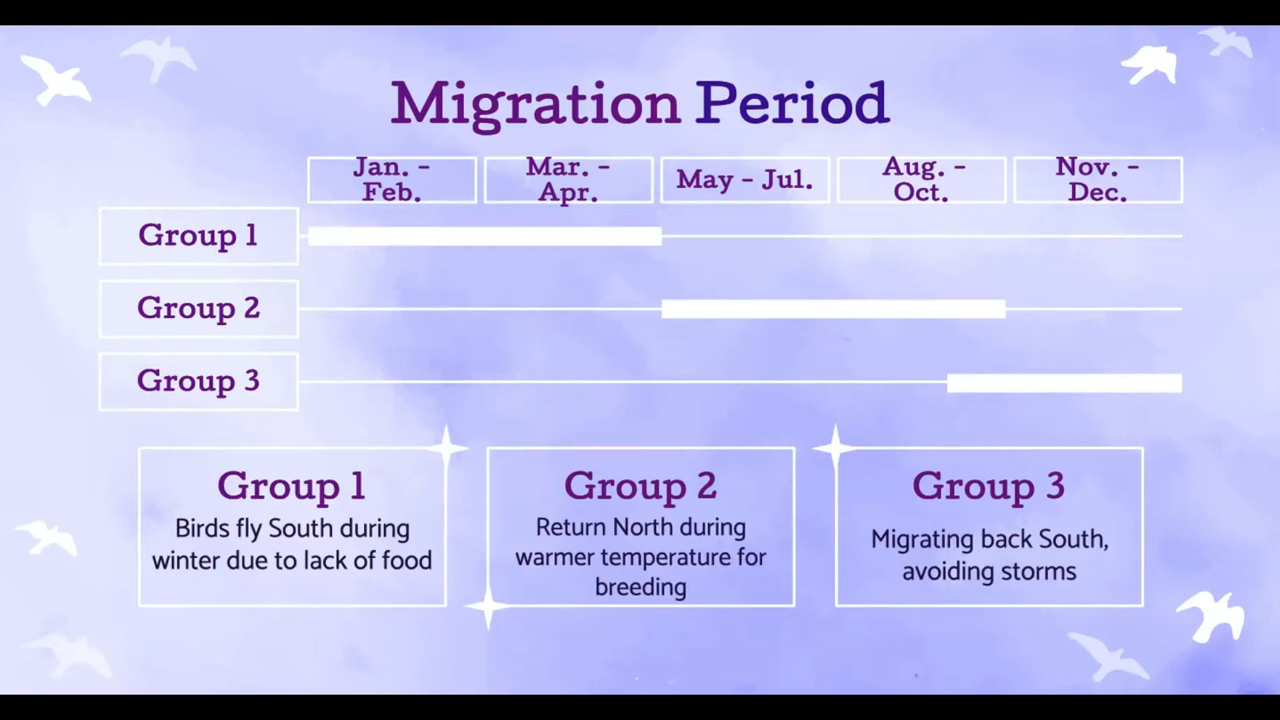 Migration Period
Jan. –
Feb.
Mar. –
Apr.
May – Jul.
Aug. –
Oct.
Nov. –
Dec.
Group 1
Group 2
Group 3
Group 1
Birds fly South during
winter due to lack of food
Group 2
Return North during
warmer temperature for
breeding
Group 3
Migrating back South,
avoiding storms